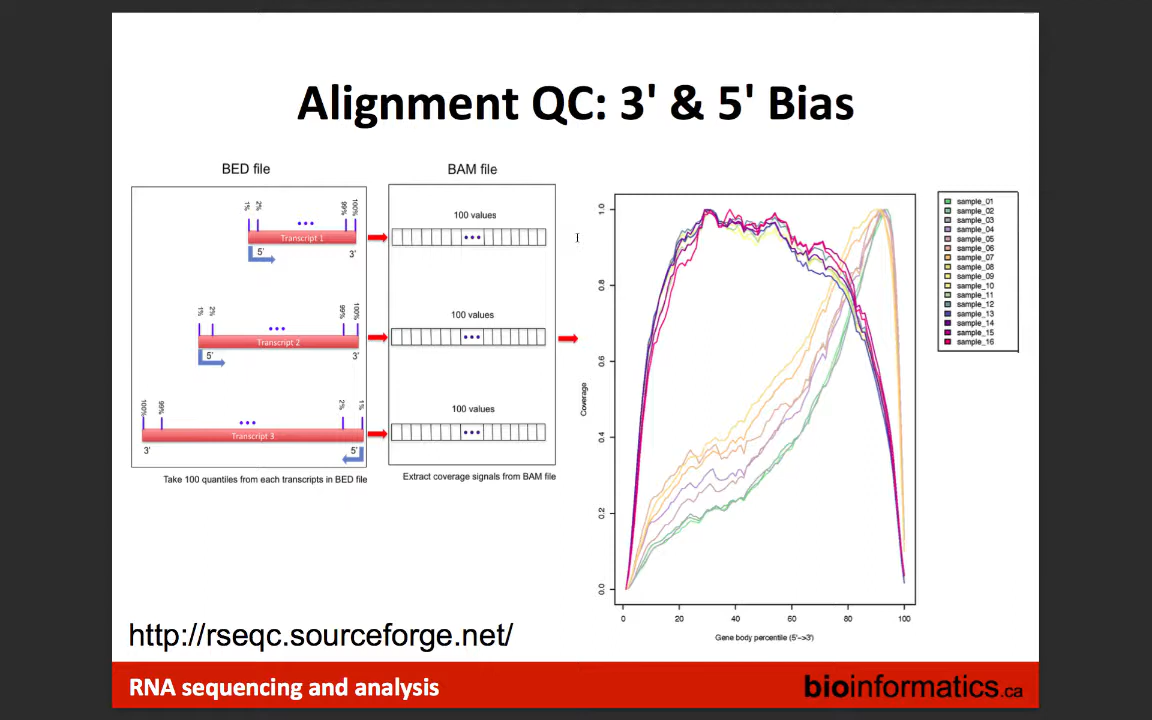 Alignment QC: 3' & 5' Bias
BED file
1%
2%
99%
100%
Transcript 1
5'
3'
1%
2%
99%
100%
Transcript 2
5'
3'
100%
99%
2%
1%
Transcript 3
3'
5'
Take 100 quantiles from each transcripts in BED file
BAM file
100 values
100 values
100 values
Extract coverage signals from BAM file
Coverage
1.0
0.8
0.6
0.4
0.2
0.0
0 20 40 60 80 100
Gene body percentile (5'->3')
sample_01
sample_02
sample_03
sample_04
sample_05
sample_06
sample_07
sample_08
sample_09
sample_10
sample_11
sample_12
sample_13
sample_14
sample_15
sample_16
http://rseqc.sourceforge.net/
RNA sequencing and analysis
bioinformatics.ca